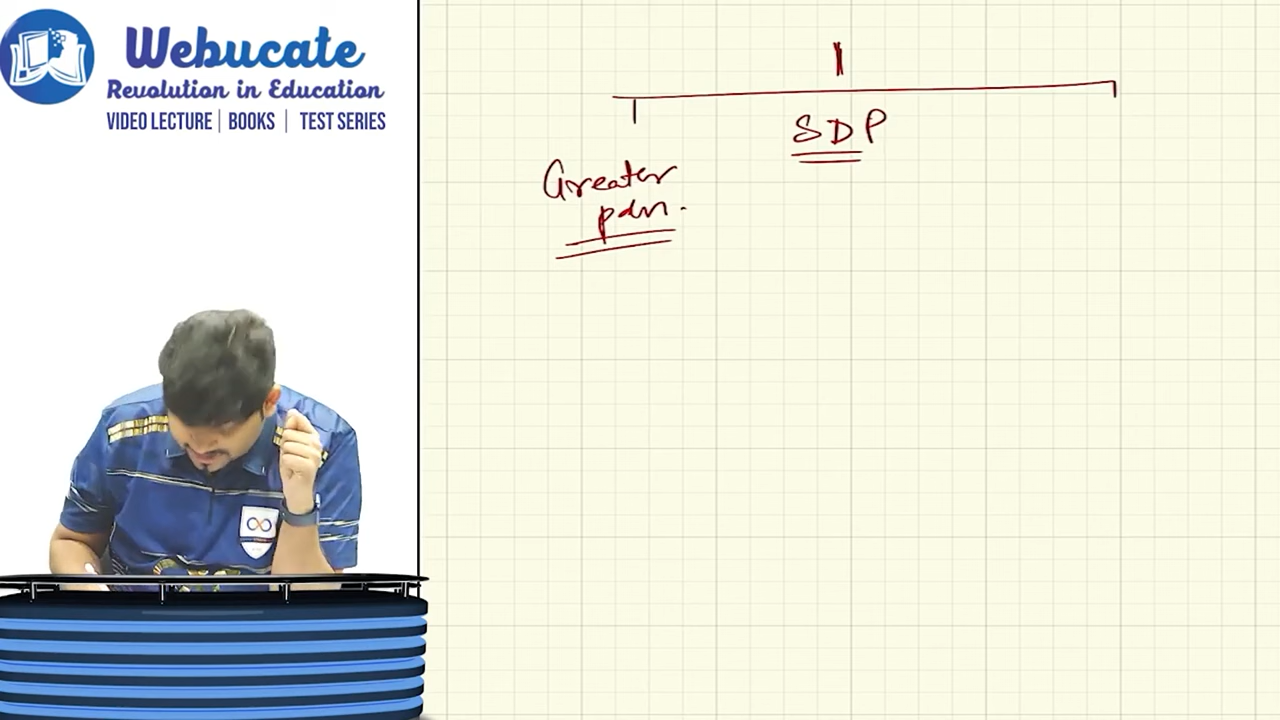 Webucate
Revolution in Education
VIDEO LECTURE | BOOKS | TEST SERIES
SDP
Greater
pdn.